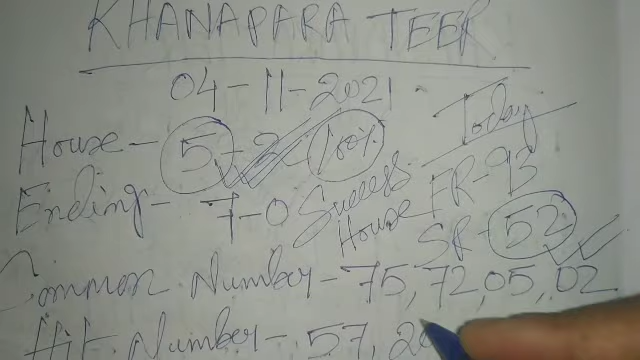 KHANAPARA TEER
04-11-2021
House - 5-2 100%
Today
Ending - 7-0 Success
House FR-93
SR-52
Common Number - 75, 72, 05, 02
Hit Number - 57, 2